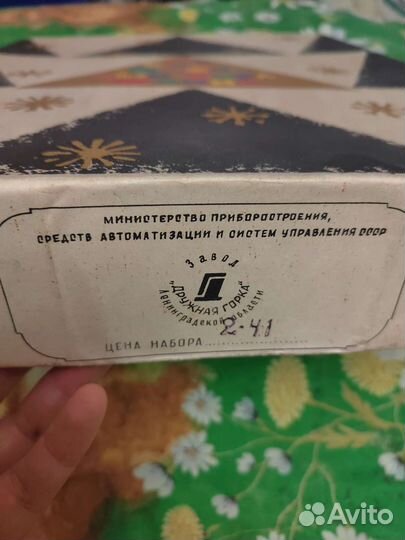 МИНИСТЕРСТВО ПРИБОРОСТРОЕНИЯ,
СРЕДСТВ АВТОМАТИЗАЦИИ И СИСТЕМ УПРАВЛЕНИЯ СССР
ЗАВОД
"ДРУЖНАЯ ГОРКА"
ЛЕНИНГРАДСКОЙ ОБЛАСТИ
ЦЕНА НАБОРА.................... 2-41
Avito